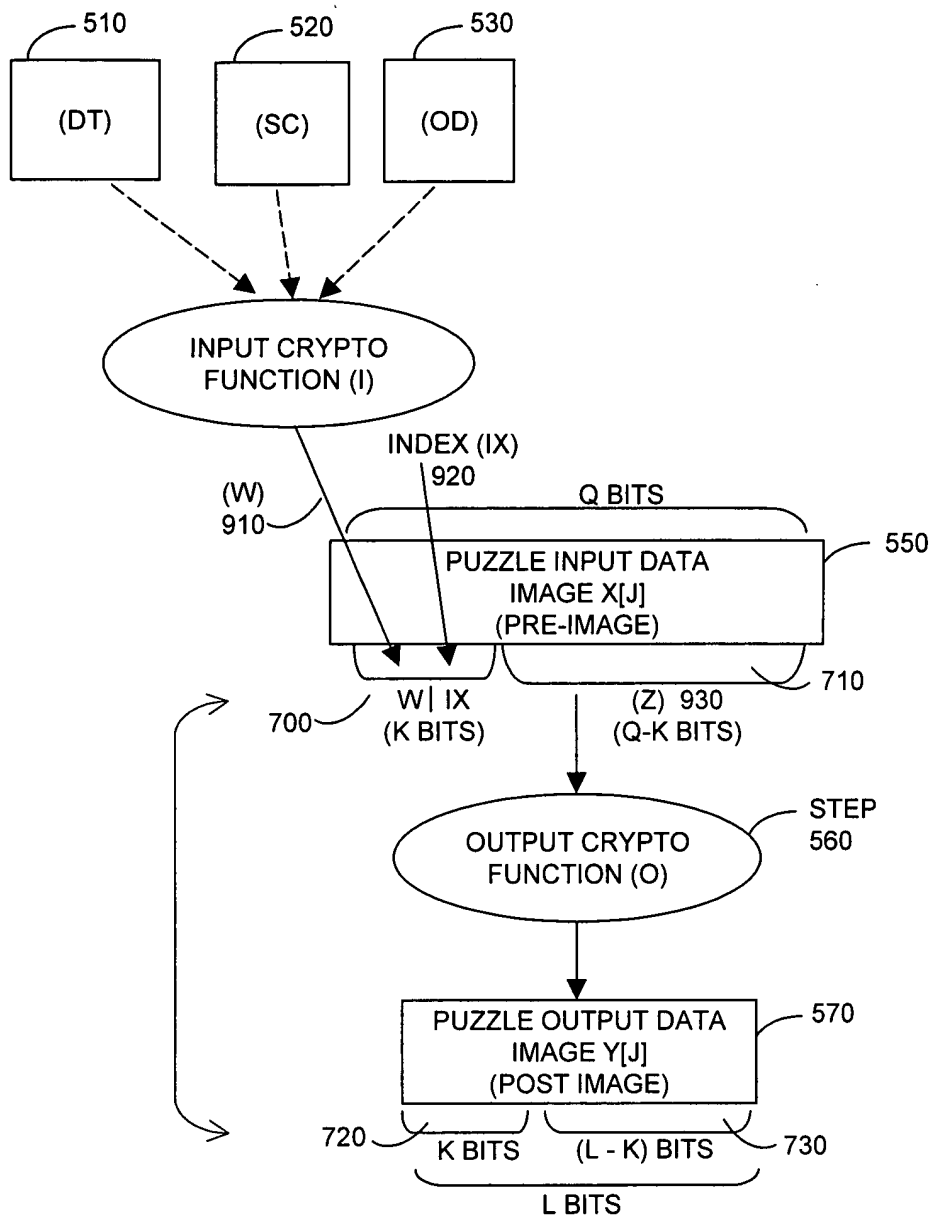 510
520
530
(DT)
(SC)
(OD)
INPUT CRYPTO
FUNCTION (I)
INDEX (IX)
920
(W)
910
Q BITS
550
PUZZLE INPUT DATA
IMAGE X[J]
(PRE-IMAGE)
710
700
W| IX
(K BITS)
(Z) 930
(Q-K BITS)
STEP
560
OUTPUT CRYPTO
FUNCTION (O)
570
PUZZLE OUTPUT DATA
IMAGE Y[J]
(POST IMAGE)
720
K BITS
(L - K) BITS
730
L BITS